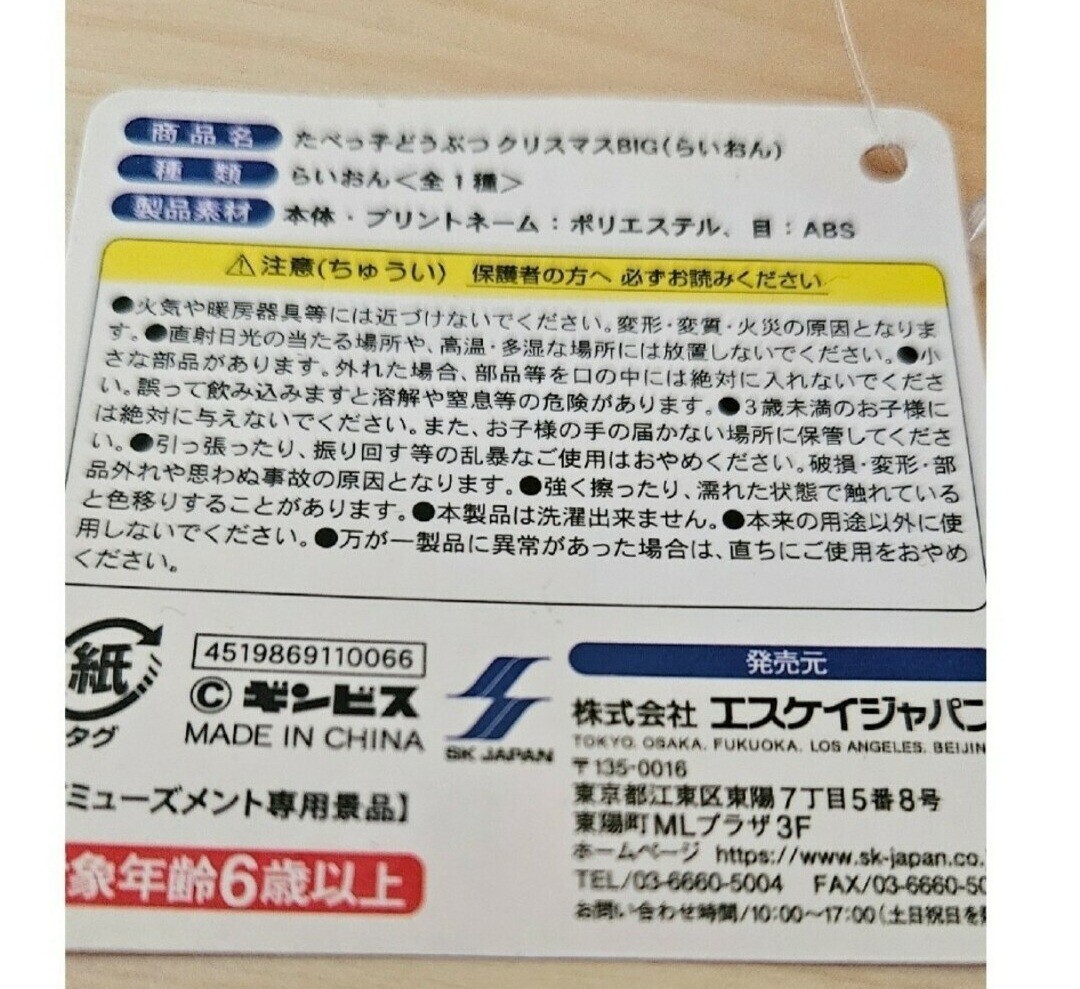 商品名 たべっ子どうぶつ クリスマスBIG(らいおん)
種類 らいおん<全1種>
製品素材 本体・プリントネーム:ポリエステル、目:ABS
⚠注意(ちゅうい) 保護者の方へ 必ずお読みください
●火気や暖房器具等には近づけないでください。変形・変質・火災の原因となりま
す。●直射日光の当たる場所や、高温・多湿な場所には放置しないでください。●小
さな部品があります。外れた場合、部品等を口の中には絶対に入れないでくださ
い。誤って飲み込みますと溶解や窒息等の危険があります。●3歳未満のお子様に
は絶対に与えないでください。また、お子様の手の届かない場所に保管してくださ
い。●引っ張ったり、振り回す等の乱暴なご使用はおやめください。破損・変形・部
品外れや思わぬ事故の原因となります。●強く擦ったり、濡れた状態で触れている
と色移りすることがあります。●本製品は洗濯出来ません。●本来の用途以外に使
用しないでください。●万が一製品に異常があった場合は、直ちにご使用をおやめ
ください。
紙
タグ
4519869110066
©ギンビス
MADE IN CHINA
SK JAPAN
ミューズメント専用景品】
象年齢6歳以上
発売元
株式会社 エスケイジャパン
TOKYO. OSAKA. FUKUOKA. LOS ANGELES. BEIJIN
〒135-0016
東京都江東区東陽7丁目5番8号
東陽町MLプラザ3F
ホームページ https://www.sk-japan.co.
TEL/03-6660-5004 FAX/03-6660-50
お問い合わせ時間/10:00~17:00(土日祝日を